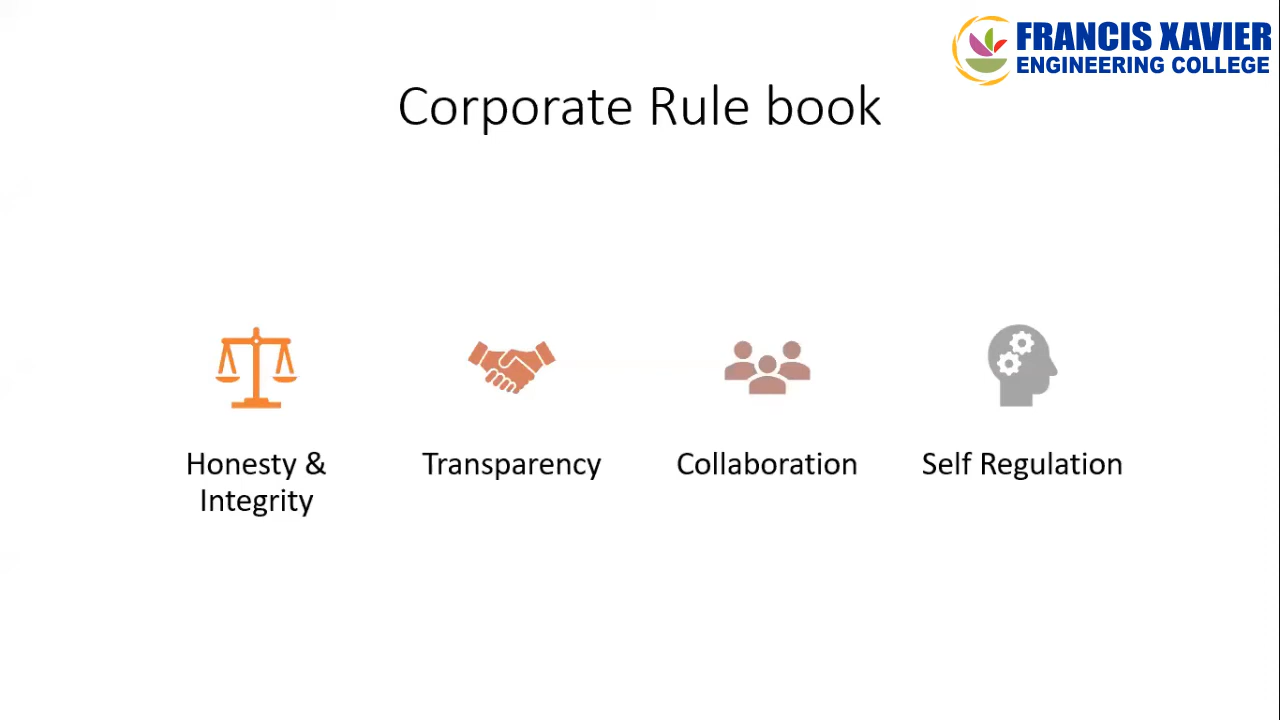 FRANCIS XAVIER
ENGINEERING COLLEGE
Corporate Rule book
Honesty &
Integrity
Transparency
Collaboration
Self Regulation